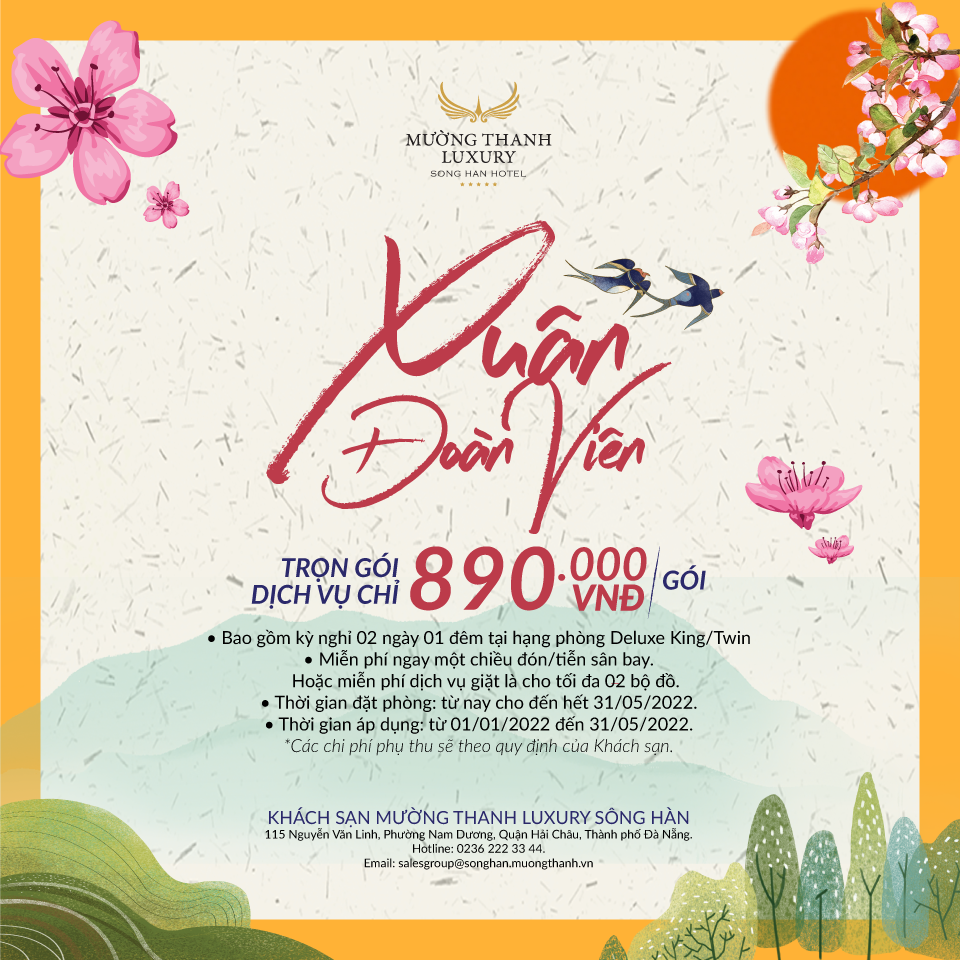 MƯỜNG THANH
LUXURY
SONG HAN HOTEL
Xuân
Đoàn Viên
TRỌN GÓI
DỊCH VỤ CHỈ
890.000
VNĐ
GÓI
• Bao gồm kỳ nghỉ 02 ngày 01 đêm tại hạng phòng Deluxe King/Twin
• Miễn phí ngay một chiều đón/tiễn sân bay.
Hoặc miễn phí dịch vụ giặt là cho tối đa 02 bộ đồ.
• Thời gian đặt phòng: từ nay cho đến hết 31/05/2022.
• Thời gian áp dụng: từ 01/01/2022 đến 31/05/2022.
*Các chi phí phụ thu sẽ theo quy định của Khách sạn.
KHÁCH SẠN MƯỜNG THANH LUXURY SÔNG HÀN
115 Nguyễn Văn Linh, Phường Nam Dương, Quận Hải Châu, Thành phố Đà Nẵng.
Hotline: 0236 222 33 44.
Email: salesgroup@songhan.muongthanh.vn